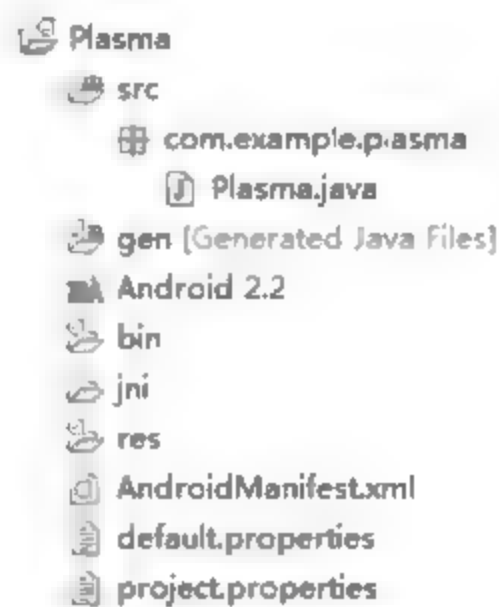 Plasma
src
com.example.plasma
Plasma.java
gen [Generated Java Files]
Android 2.2
bin
jni
res
AndroidManifest.xml
default.properties
project.properties